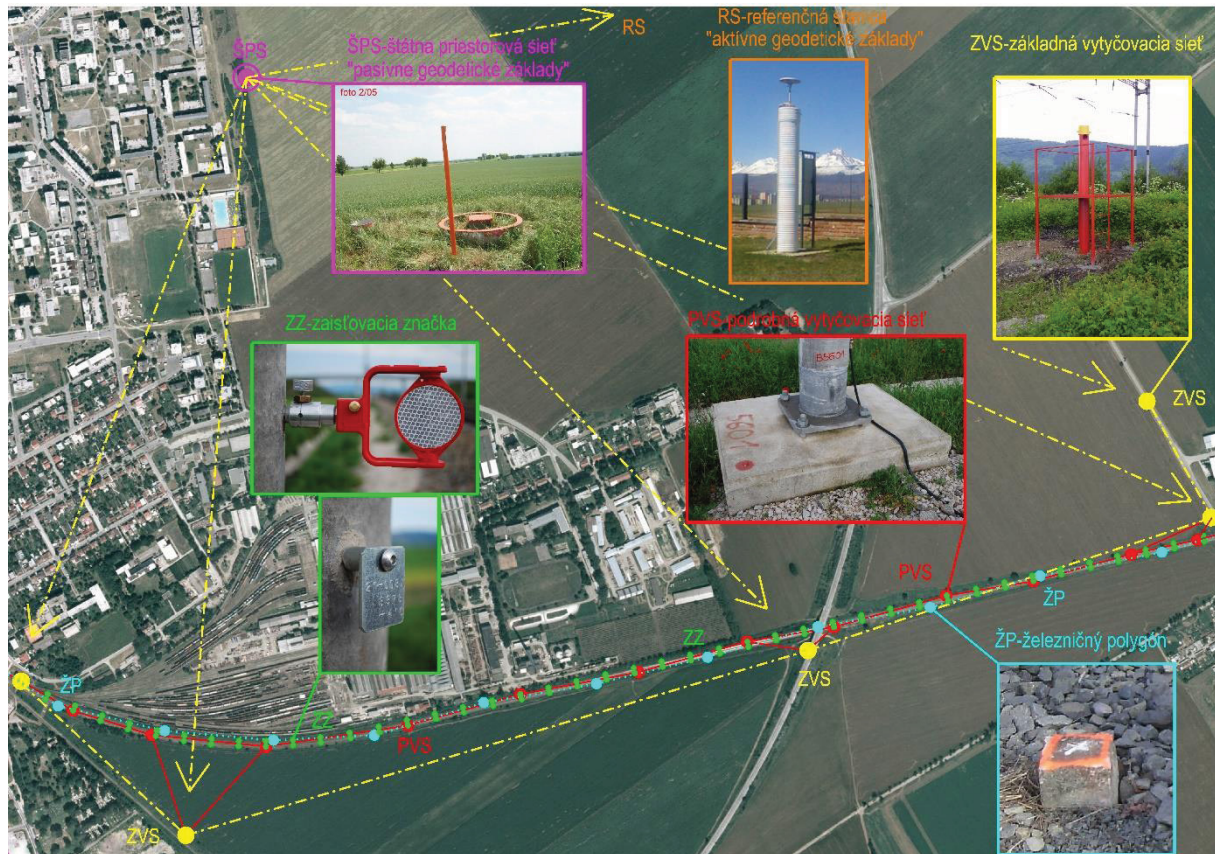 ŠPS
ŠPS-štátna priestorová sieť
"pasívne geodetické základy"
foto 2/05
RS
RS-referenčná stanica
"aktívne geodetické základy"
ZVS-základná vytyčovacia sieť
ZZ-zaisťovacia značka
PVS-podrobná vytyčovacia sieť
5601
ZVS
PVS
ŽP
ZZ
ŽP-železničný polygón
ZVS
ŽP
ZZ
PVS
ZVS